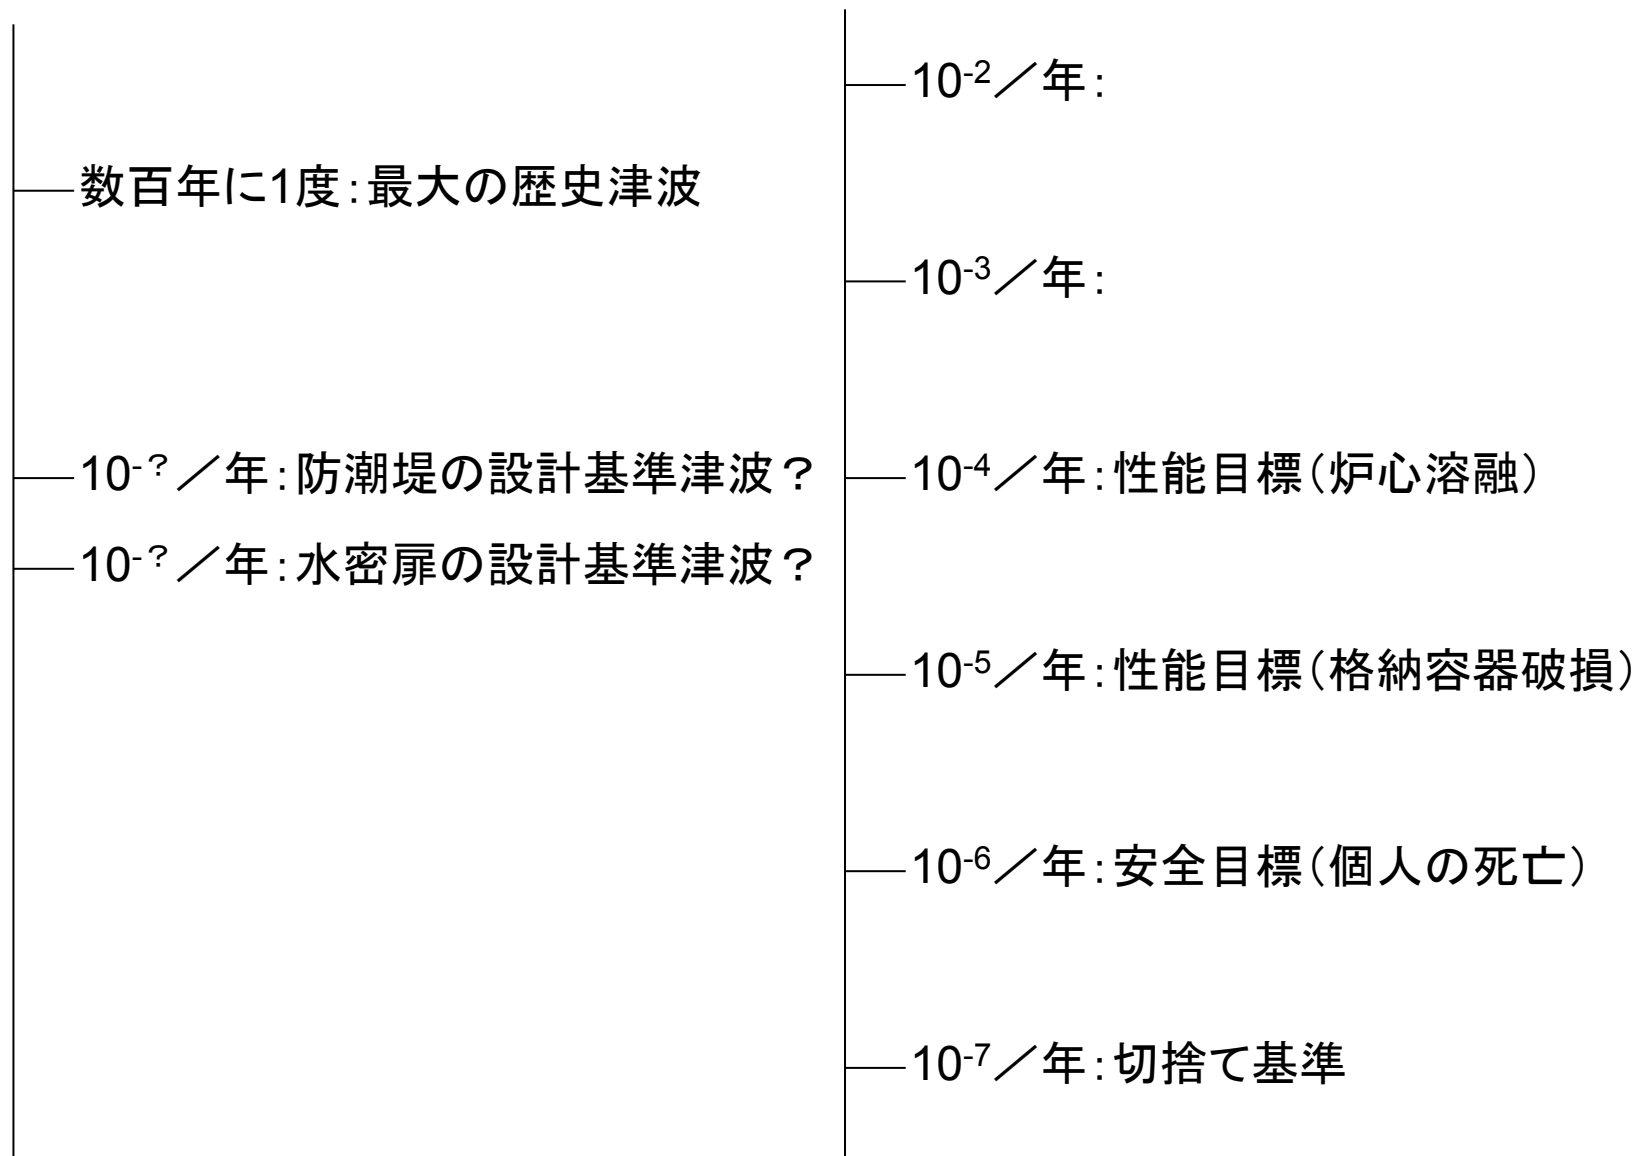 数百年に1度：最大の歴史津波
10⁻？／年：防潮堤の設計基準津波？
10⁻？／年：水密扉の設計基準津波？
10⁻²／年：
10⁻³／年：
10⁻⁴／年：性能目標（炉心溶融）
10⁻⁵／年：性能目標（格納容器破損）
10⁻⁶／年：安全目標（個人の死亡）
10⁻⁷／年：切捨て基準